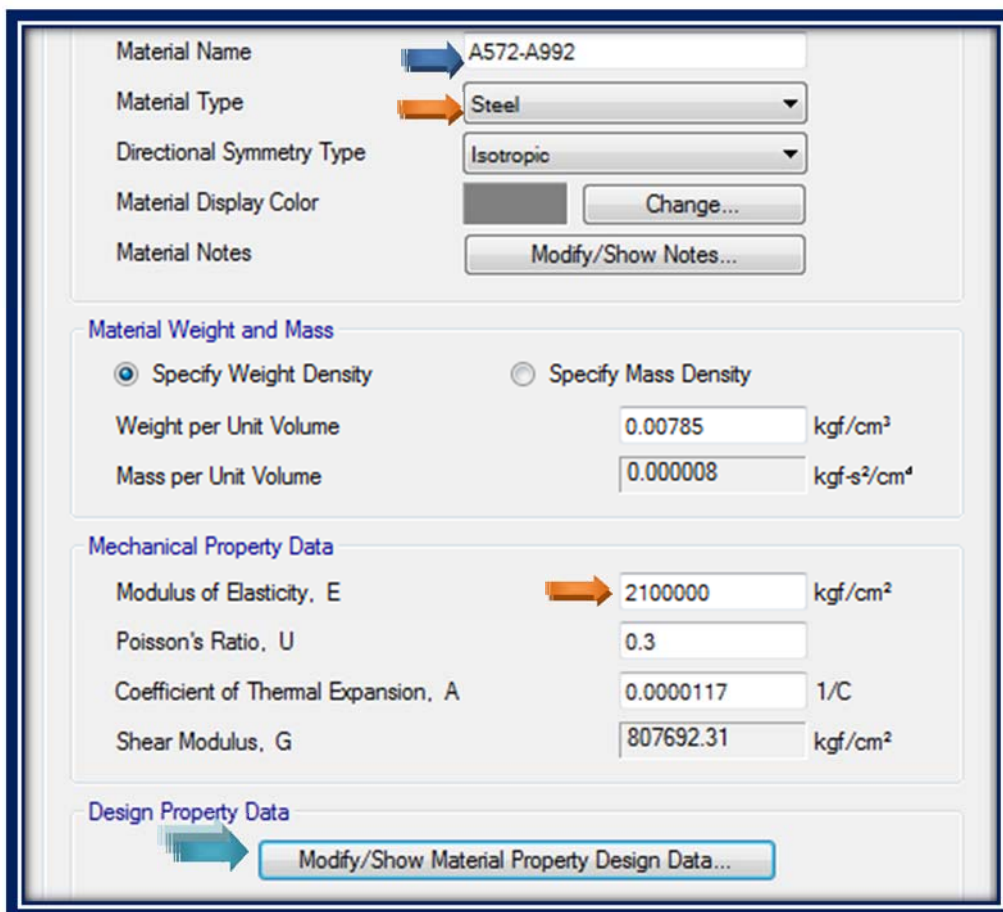 Material Name A572-A992
Material Type Steel
Directional Symmetry Type Isotropic
Material Display Color Change...
Material Notes Modify/Show Notes...
Material Weight and Mass
Specify Weight Density Specify Mass Density
Weight per Unit Volume 0.00785 kgf/cm³
Mass per Unit Volume 0.000008 kgf-s²/cm⁴
Mechanical Property Data
Modulus of Elasticity, E 2100000 kgf/cm²
Poisson's Ratio, U 0.3
Coefficient of Thermal Expansion, A 0.0000117 1/C
Shear Modulus, G 807692.31 kgf/cm²
Design Property Data
Modify/Show Material Property Design Data...